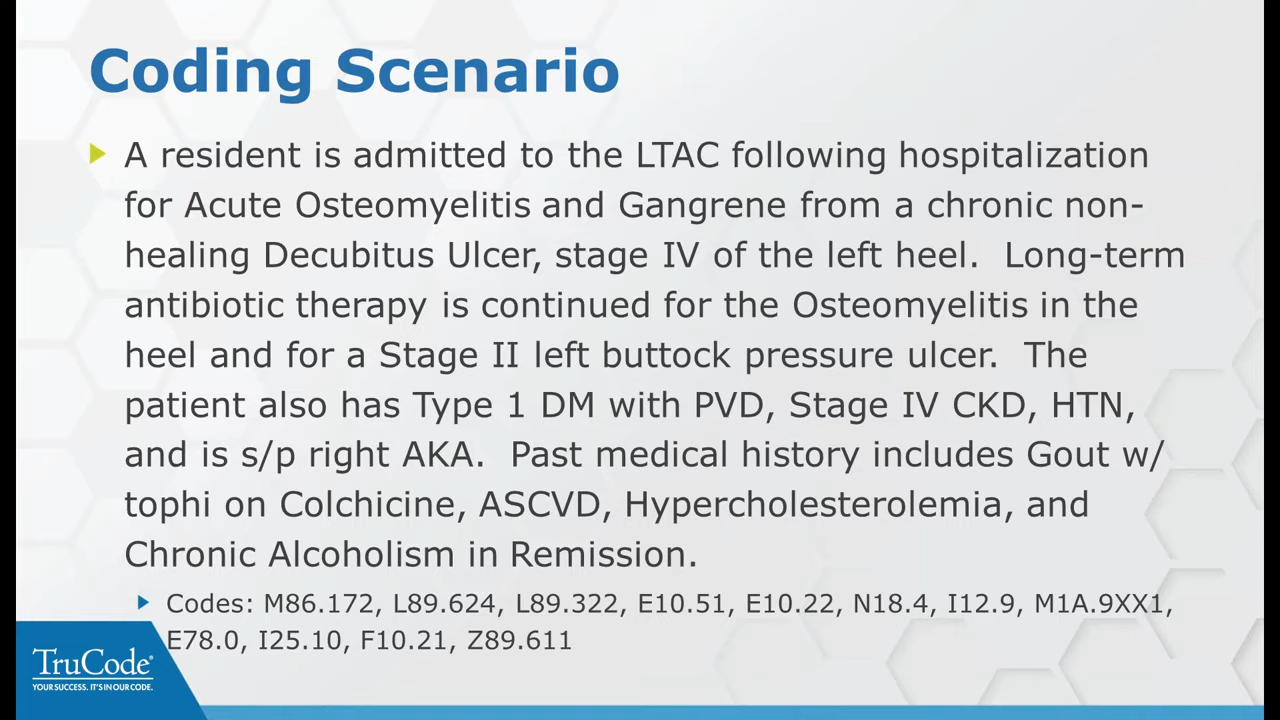 Coding Scenario
A resident is admitted to the LTAC following hospitalization
for Acute Osteomyelitis and Gangrene from a chronic non-
healing Decubitus Ulcer, stage IV of the left heel.  Long-term
antibiotic therapy is continued for the Osteomyelitis in the
heel and for a Stage II left buttock pressure ulcer.  The
patient also has Type 1 DM with PVD, Stage IV CKD, HTN,
and is s/p right AKA.  Past medical history includes Gout w/
tophi on Colchicine, ASCVD, Hypercholesterolemia, and
Chronic Alcoholism in Remission.
Codes: M86.172, L89.624, L89.322, E10.51, E10.22, N18.4, I12.9, M1A.9XX1,
E78.0, I25.10, F10.21, Z89.611
TruCode®
YOUR SUCCESS. IT'S IN OUR CODE.